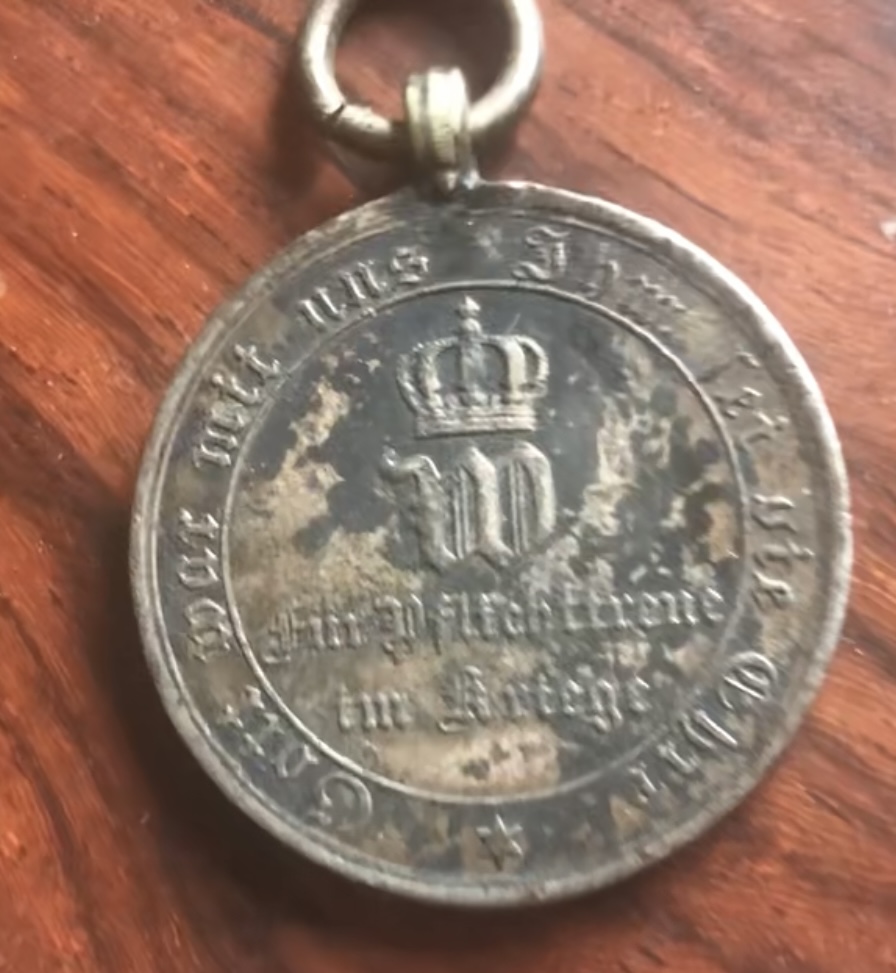 Gott war mit uns Ihm sei die Ehre
W
Für Pflichttreue
im Kriege